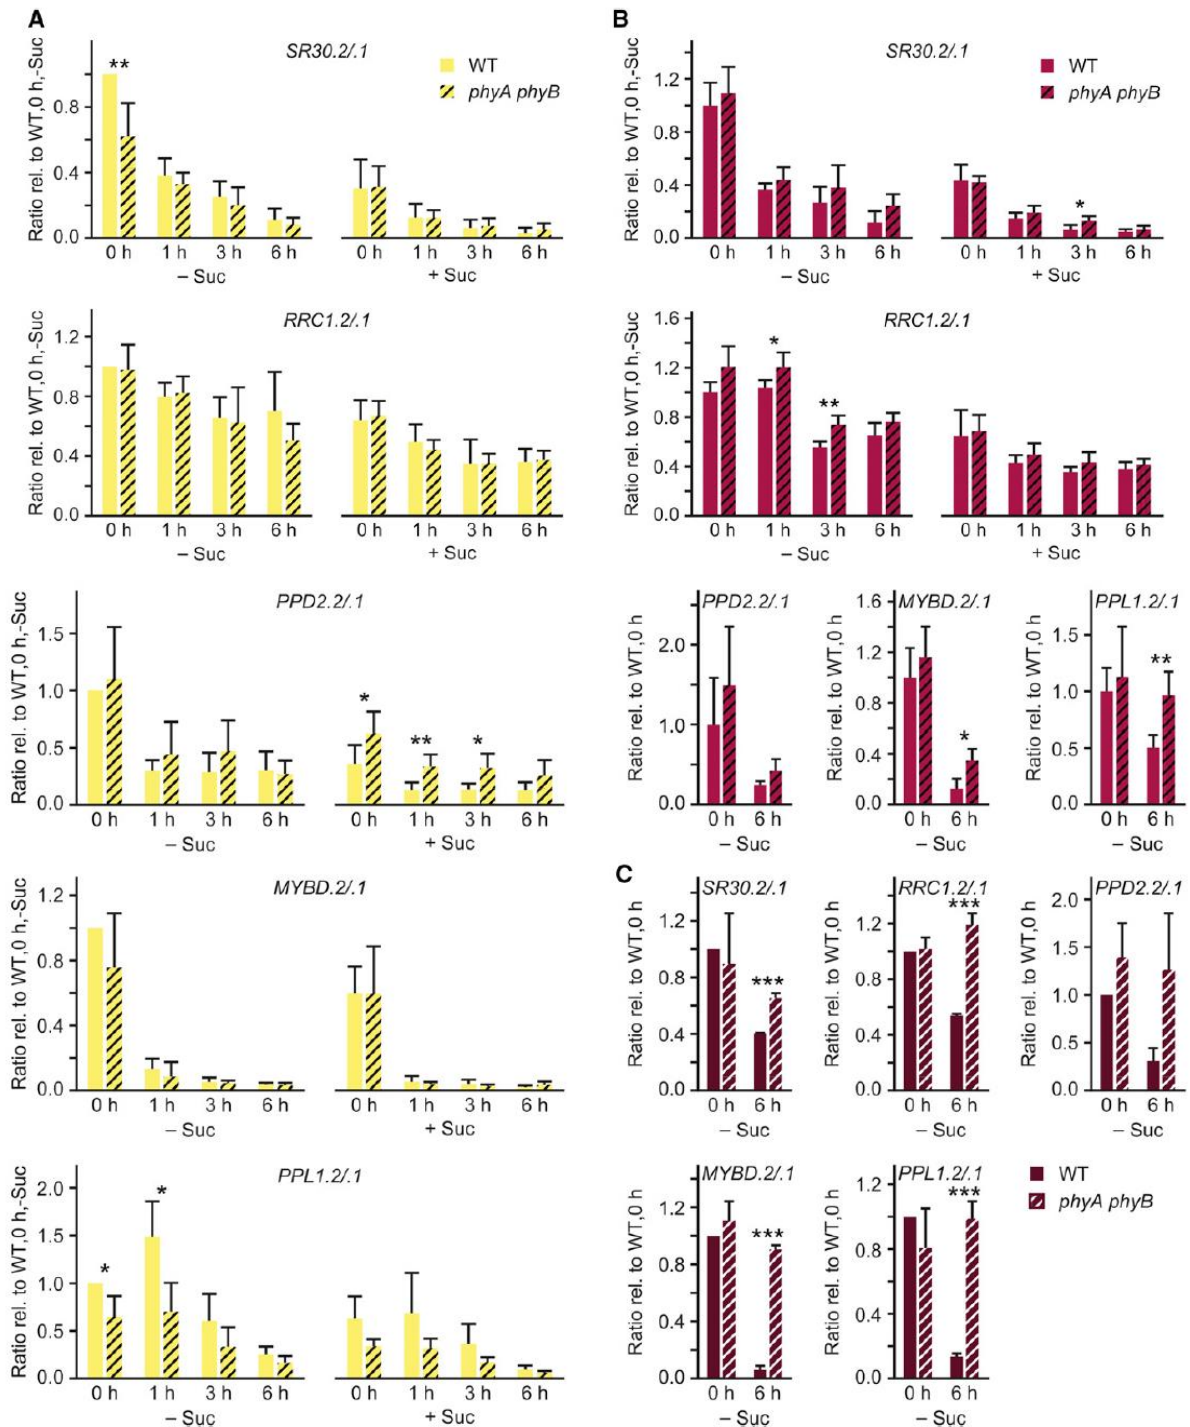 A
SR30.2/.1
**
WT
phyA phyB
Ratio rel. to WT,0 h,-Suc
0.8
0.4
0.0
0 h 1 h 3 h 6 h 0 h 1 h 3 h 6 h
– Suc + Suc
RRC1.2/.1
Ratio rel. to WT,0 h,-Suc
1.2
0.8
0.4
0.0
0 h 1 h 3 h 6 h 0 h 1 h 3 h 6 h
– Suc + Suc
PPD2.2/.1
Ratio rel. to WT,0 h,-Suc
1.5
1.0
0.5
0.0
* ** *
0 h 1 h 3 h 6 h 0 h 1 h 3 h 6 h
– Suc + Suc
MYBD.2/.1
Ratio rel. to WT,0 h,-Suc
1.2
0.8
0.4
0.0
0 h 1 h 3 h 6 h 0 h 1 h 3 h 6 h
– Suc + Suc
PPL1.2/.1
Ratio rel. to WT,0 h,-Suc
2.0
1.0
0.5
0.0
* *
0 h 1 h 3 h 6 h 0 h 1 h 3 h 6 h
– Suc + Suc
B
SR30.2/.1
WT
phyA phyB
Ratio rel. to WT,0 h,-Suc
1.2
0.8
0.4
0.0
*
0 h 1 h 3 h 6 h 0 h 1 h 3 h 6 h
– Suc + Suc
RRC1.2/.1
Ratio rel. to WT,0 h,-Suc
1.6
1.2
0.8
0.4
0.0
* **
0 h 1 h 3 h 6 h 0 h 1 h 3 h 6 h
– Suc + Suc
PPD2.2/.1
Ratio rel. to WT,0 h
2.0
1.0
0.0
0 h 6 h
– Suc
MYBD.2/.1
Ratio rel. to WT,0 h
1.6
1.2
0.8
0.4
0.0
*
0 h 6 h
– Suc
PPL1.2/.1
Ratio rel. to WT,0 h
1.5
1.0
0.5
0.0
**
0 h 6 h
– Suc
C
SR30.2/.1
Ratio rel. to WT,0 h
1.2
0.8
0.4
0.0
***
0 h 6 h
– Suc
RRC1.2/.1
Ratio rel. to WT,0 h
1.2
0.8
0.4
0.0
***
0 h 6 h
– Suc
PPD2.2/.1
Ratio rel. to WT,0 h
2.0
1.5
1.0
0.5
0.0
0 h 6 h
– Suc
MYBD.2/.1
Ratio rel. to WT,0 h
1.2
0.8
0.4
0.0
***
0 h 6 h
– Suc
PPL1.2/.1
Ratio rel. to WT,0 h
1.2
0.8
0.4
0.0
***
0 h 6 h
– Suc
WT
phyA phyB